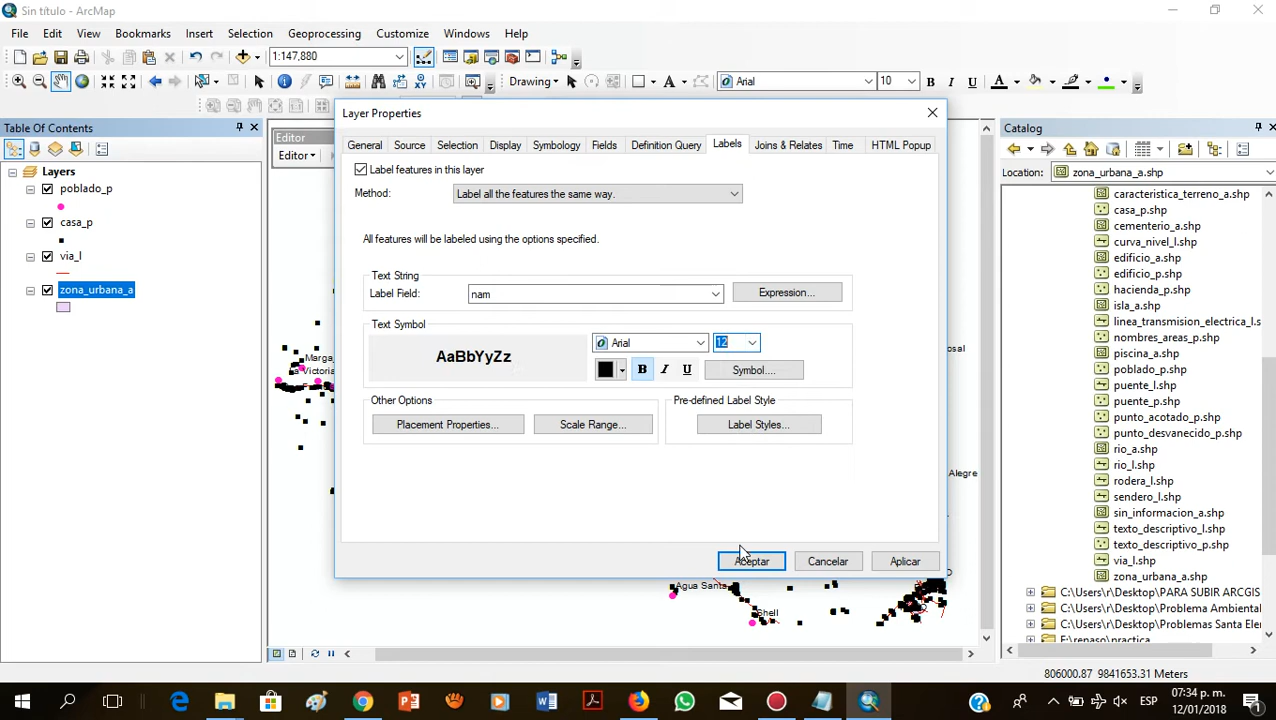 Sin título - ArcMap
File Edit View Bookmarks Insert Selection Geoprocessing Customize Windows Help
1:147,880
Drawing Arial 10 B I U A
Table Of Contents
Layers
poblado_p
casa_p
via_l
zona_urbana_a
Editor
Editor
Layer Properties
General Source Selection Display Symbology Fields Definition Query Labels Joins & Relates Time HTML Popup
Label features in this layer
Method: Label all the features the same way.
All features will be labeled using the options specified.
Text String
Label Field: nam Expression...
Text Symbol
AaBbYyZz
Arial 12
B I U Symbol....
Other Options
Placement Properties... Scale Range...
Pre-defined Label Style
Label Styles...
Aceptar Cancelar Aplicar
Marga
a Victoria
osal
Alegre
Agua Santa
Shell
Catalog
Location: zona_urbana_a.shp
caracteristica_terreno_a.shp
casa_p.shp
cementerio_a.shp
curva_nivel_l.shp
edificio_a.shp
edificio_p.shp
hacienda_p.shp
isla_a.shp
linea_transmision_electrica_l.s
nombres_areas_p.shp
piscina_a.shp
poblado_p.shp
puente_l.shp
puente_p.shp
punto_acotado_p.shp
punto_desvanecido_p.shp
rio_a.shp
rio_l.shp
rodera_l.shp
sendero_l.shp
sin_informacion_a.shp
texto_descriptivo_l.shp
texto_descriptivo_p.shp
via_l.shp
zona_urbana_a.shp
C:\Users\r\Desktop\PARA SUBIR ARCGIS
C:\Users\r\Desktop\Problema Ambiental
C:\Users\r\Desktop\Problemas Santa Ele
F:\repaso\practica
806000.87 9841653.31 Meters
ESP
07:34 p. m.
12/01/2018